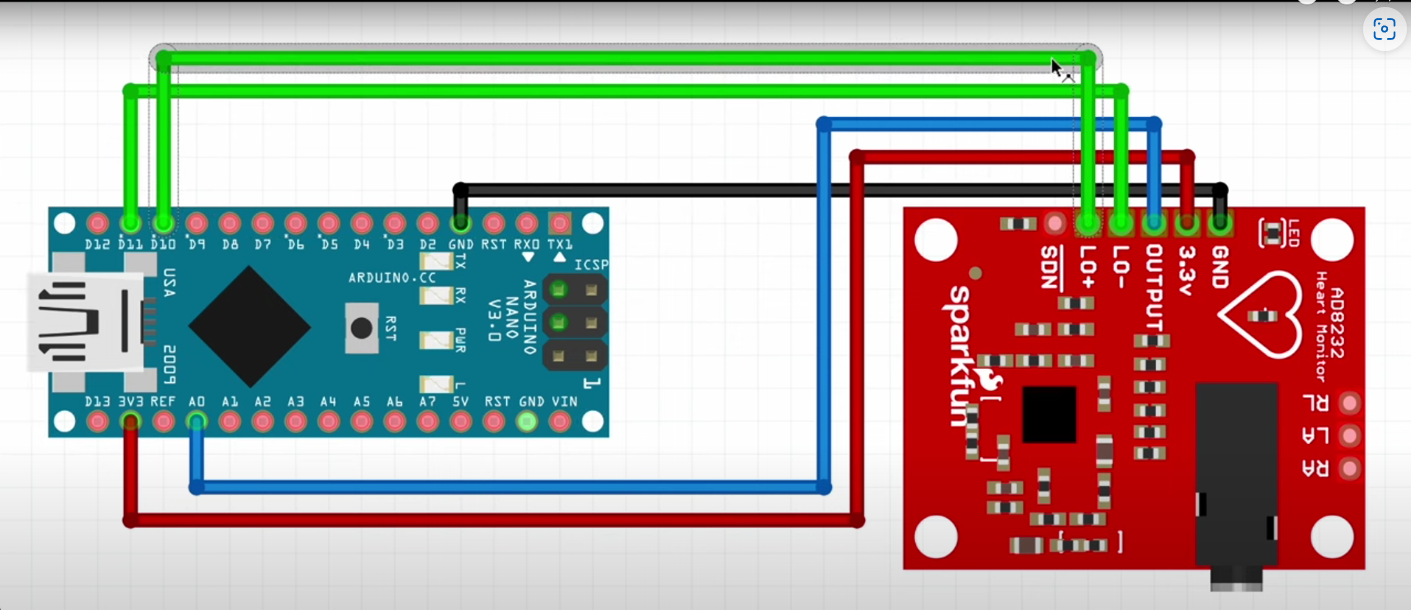 D12 D11 D10 D9 D8 D7 D6 D5 D4 D3 D2 GND RST RX0 TX1
TX
RX
PWR
L
USA
2009
ARDUINO.CC
RST
ARDUINO
NANO
V3.0
ICSP
1
D13 3V3 REF A0 A1 A2 A3 A4 A5 A6 A7 5V RST GND VIN
SDN
LO+
LO-
OUTPUT
3.3v
GND
LED
sparkfun
AD8232
Heart Monitor
RL
LA
RA